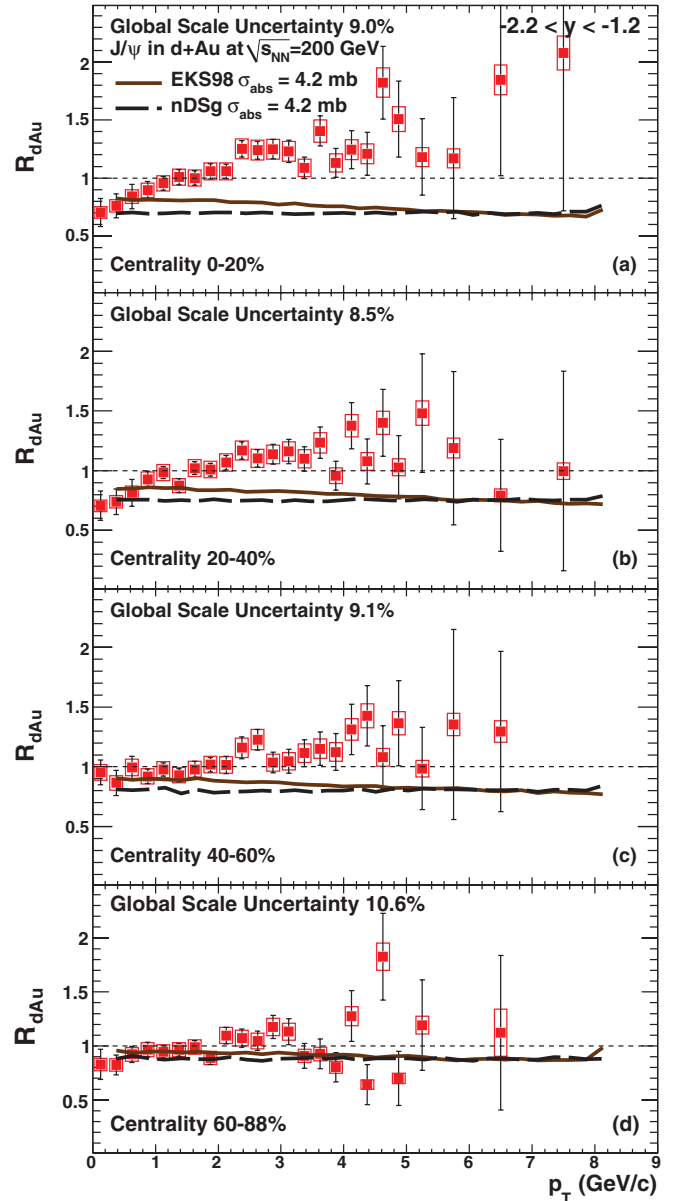 Global Scale Uncertainty 9.0% -2.2 < y < -1.2
J/ψ in d+Au at √sNN=200 GeV
EKS98 σabs = 4.2 mb
nDSg σabs = 4.2 mb
2
1.5
1
0.5
RdAu
Centrality 0-20% (a)
Global Scale Uncertainty 8.5%
2
1.5
1
0.5
RdAu
Centrality 20-40% (b)
Global Scale Uncertainty 9.1%
2
1.5
1
0.5
RdAu
Centrality 40-60% (c)
Global Scale Uncertainty 10.6%
2
1.5
1
0.5
RdAu
Centrality 60-88% (d)
0 1 2 3 4 5 6 7 8 9
pT (GeV/c)